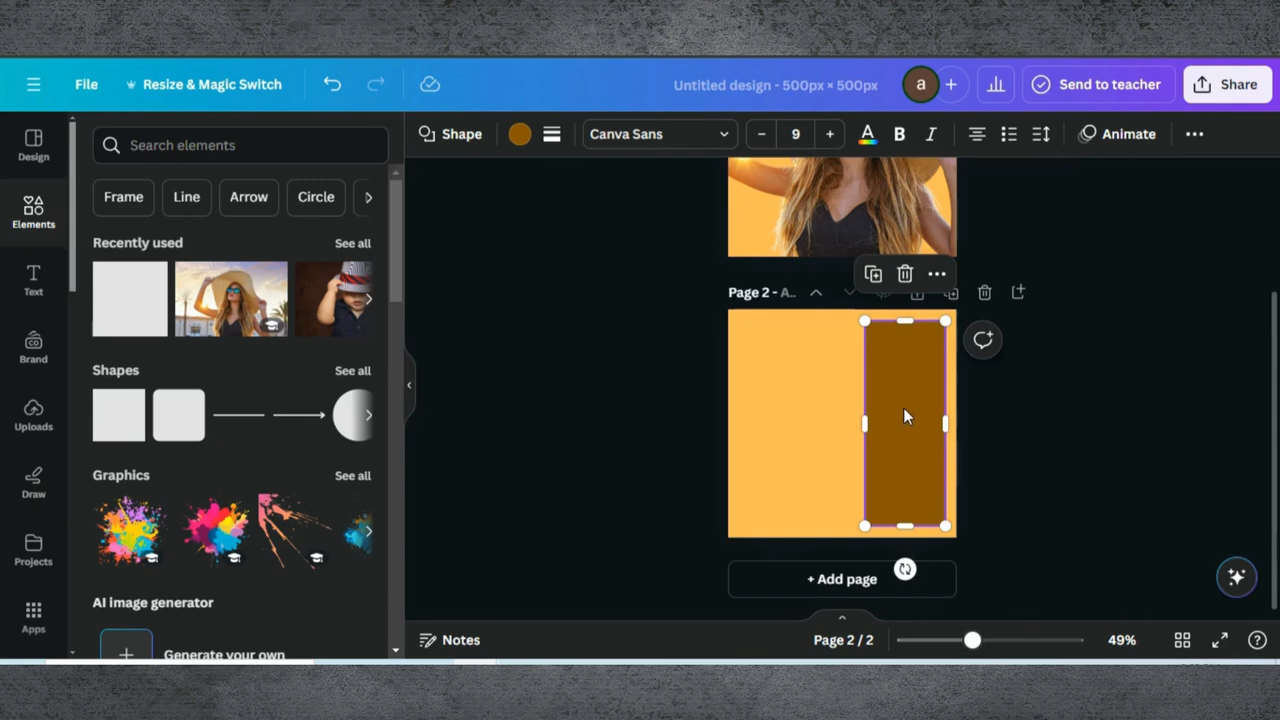 File
Resize & Magic Switch
Untitled design - 500px × 500px
a
Send to teacher
Share
Design
Elements
Text
Brand
Uploads
Draw
Projects
Apps
Search elements
Frame
Line
Arrow
Circle
Recently used
See all
Shapes
See all
Graphics
See all
AI image generator
Generate your own
Shape
Canva Sans
− 9 +
A
B
I
Animate
Page 2 - A..
+ Add page
Notes
Page 2 / 2
49%